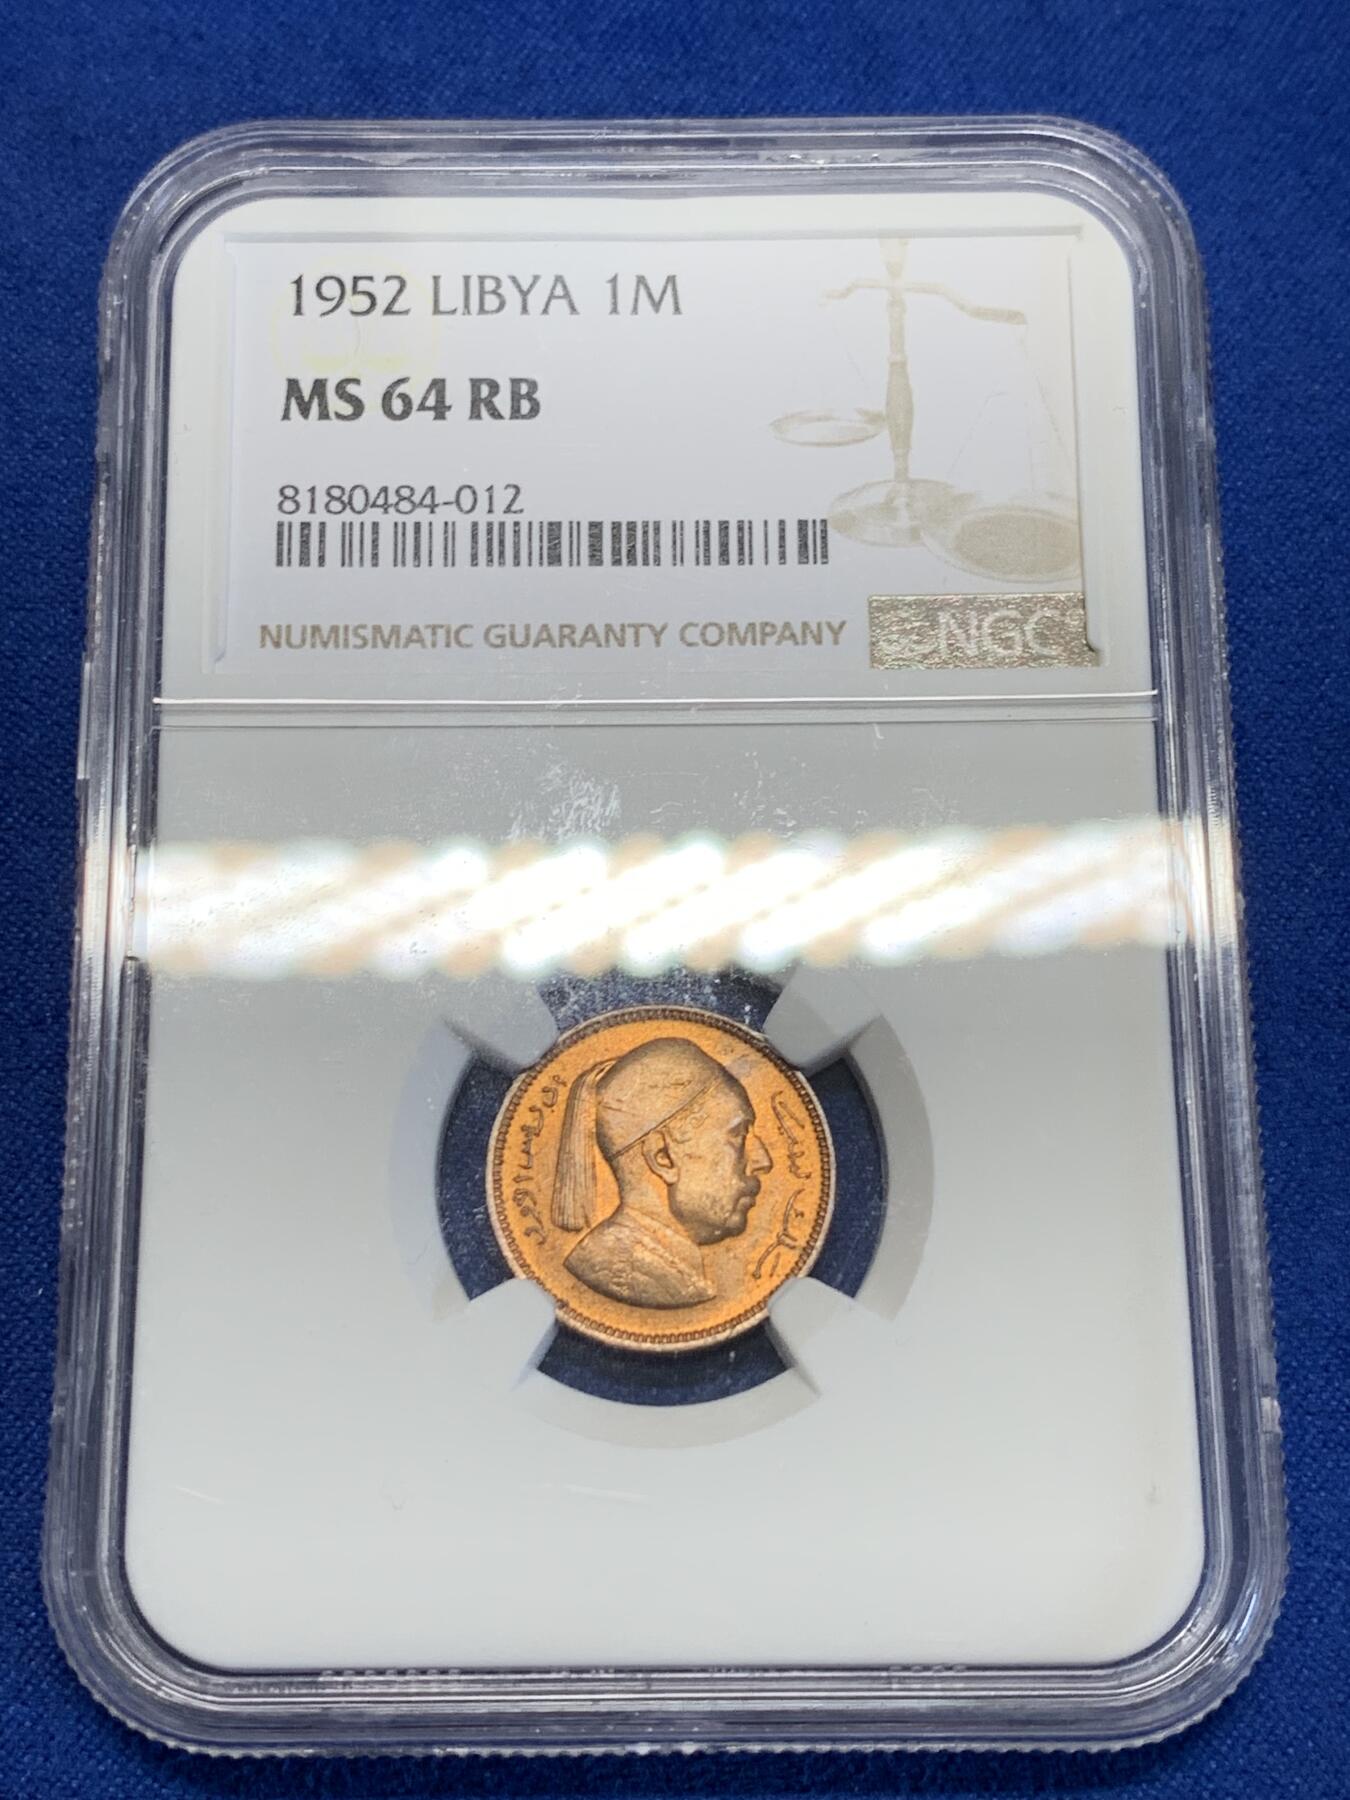 1952 LIBYA 1M
MS 64 RB
8180484-012
NUMISMATIC GUARANTY COMPANY
NGC